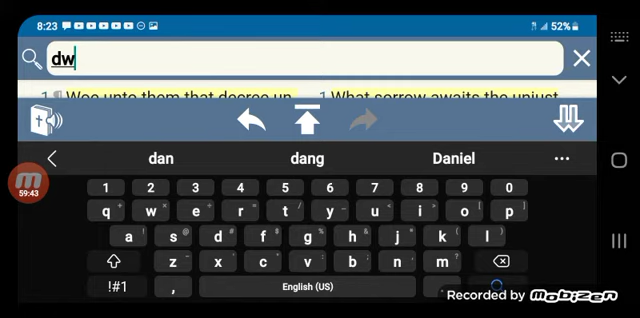 8:23 52%
dw
1 ¶ Woe unto them that decree un 1 What sorrow awaits the unjust
dan dang Daniel ...
1 2 3 4 5 6 7 8 9 0
q + w × e ÷ r = t / y _ u < i > o [ p ]
a ! s @ d # f $ g % h & j * k ( l )
z - x ' c " v : b ; n , m ?
!#1 , English (US) .
59:43
Recorded by mobizen